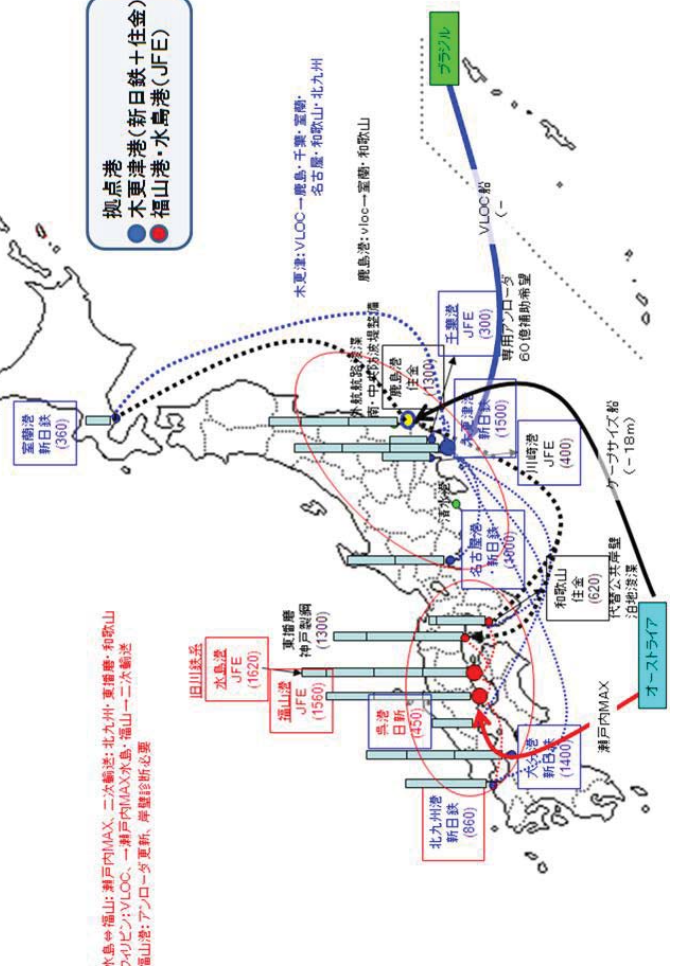 拠点港
木更津港(新日鉄+住金)
福山港・水島港(JFE)
水島⇔福山:瀬戸内MAX、二次輸送:北九州・東播磨・和歌山
フィリピン:VLOC、→瀬戸内MAX水島・福山→二次輸送
福山港:アンローダ更新、岸壁診断必要
木更津:VLOC→鹿島・千葉・室蘭・
名古屋・和歌山・北九州
鹿島港:vloc→室蘭・和歌山
室蘭港
新日鉄
(360)
外航航路浚渫
南・中央防波堤整備
鹿島港
住金
(1300)
千葉港
JFE
(300)
専用アンローダ
60億補助希望
木更津港
新日鉄
(1500)
川崎港
JFE
(400)
清水港
名古屋港
新日鉄
和歌山
住金
(620)
代替公共岸壁
泊地浚渫
東播磨
神戸製鋼
(1300)
旧川鉄系
水島港
JFE
(1620)
福山港
JFE
(1560)
呉港
日新
(450)
大分港
新日鉄
(1400)
北九州港
新日鉄
(860)
瀬戸内MAX
ケープサイズ船
(-18m)
VLOC船
(-
オーストライア
ブラジル